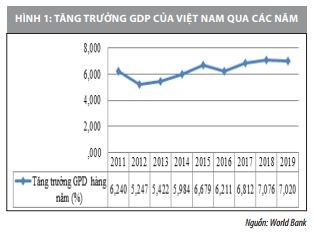 HÌNH 1: TĂNG TRƯỞNG GDP CỦA VIỆT NAM QUA CÁC NĂM
8,000
6,000
4,000
2,000
,000
2011 2012 2013 2014 2015 2016 2017 2018 2019
Tăng trưởng GPD hàng năm (%)
6,240 5,247 5,422 5,984 6,679 6,211 6,812 7,076 7,020
Nguồn: World Bank